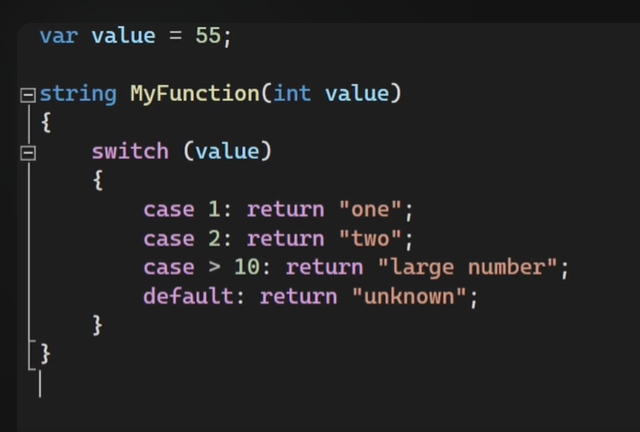 var value = 55;
string MyFunction(int value)
{
switch (value)
{
case 1: return "one";
case 2: return "two";
case > 10: return "large number";
default: return "unknown";
}
}